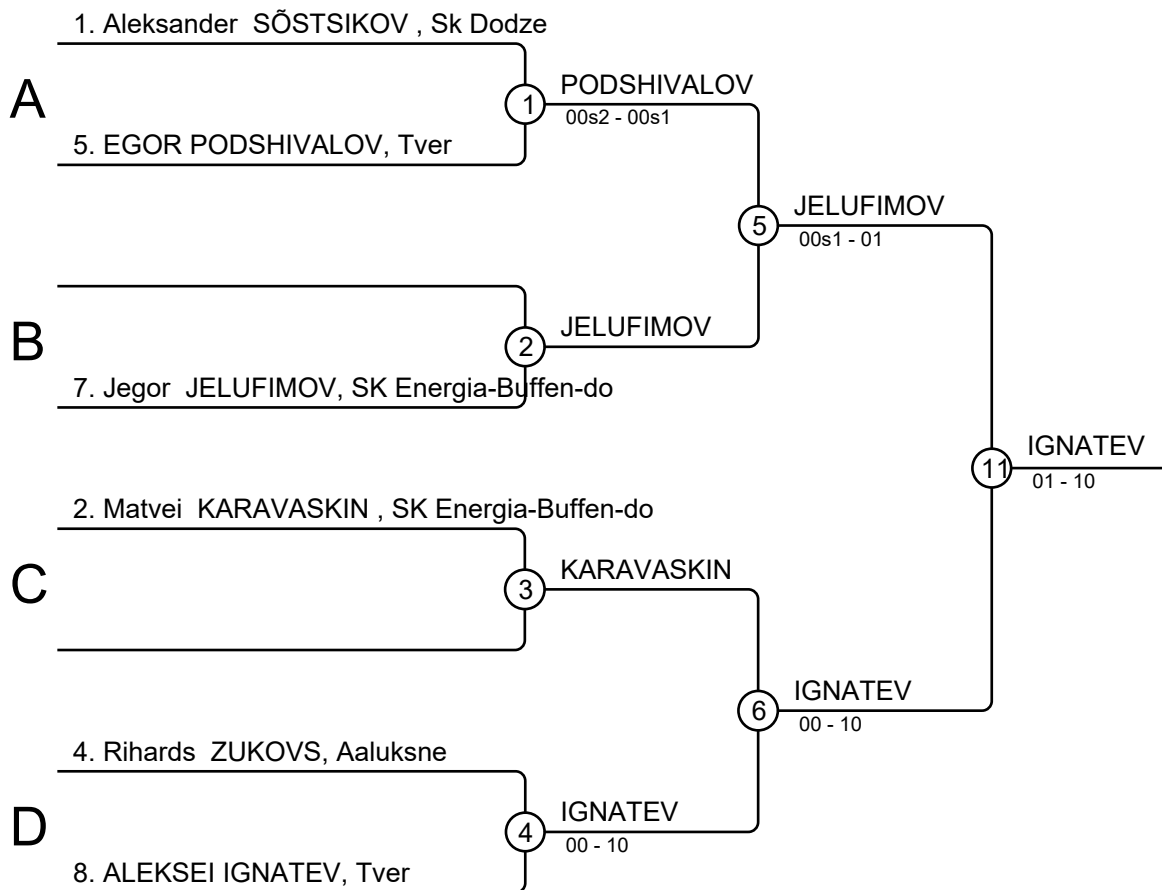 1. Aleksander  SÕSTSIKOV , Sk Dodze
A
1
PODSHIVALOV
00s2 - 00s1
5. EGOR PODSHIVALOV, Tver
5
JELUFIMOV
00s1 - 01
B
2
JELUFIMOV
7. Jegor  JELUFIMOV, SK Energia-Buffen-do
11
IGNATEV
01 - 10
2. Matvei  KARAVASKIN , SK Energia-Buffen-do
C
3
KARAVASKIN
6
IGNATEV
00 - 10
4. Rihards  ZUKOVS, Aaluksne
D
4
IGNATEV
00 - 10
8. ALEKSEI IGNATEV, Tver